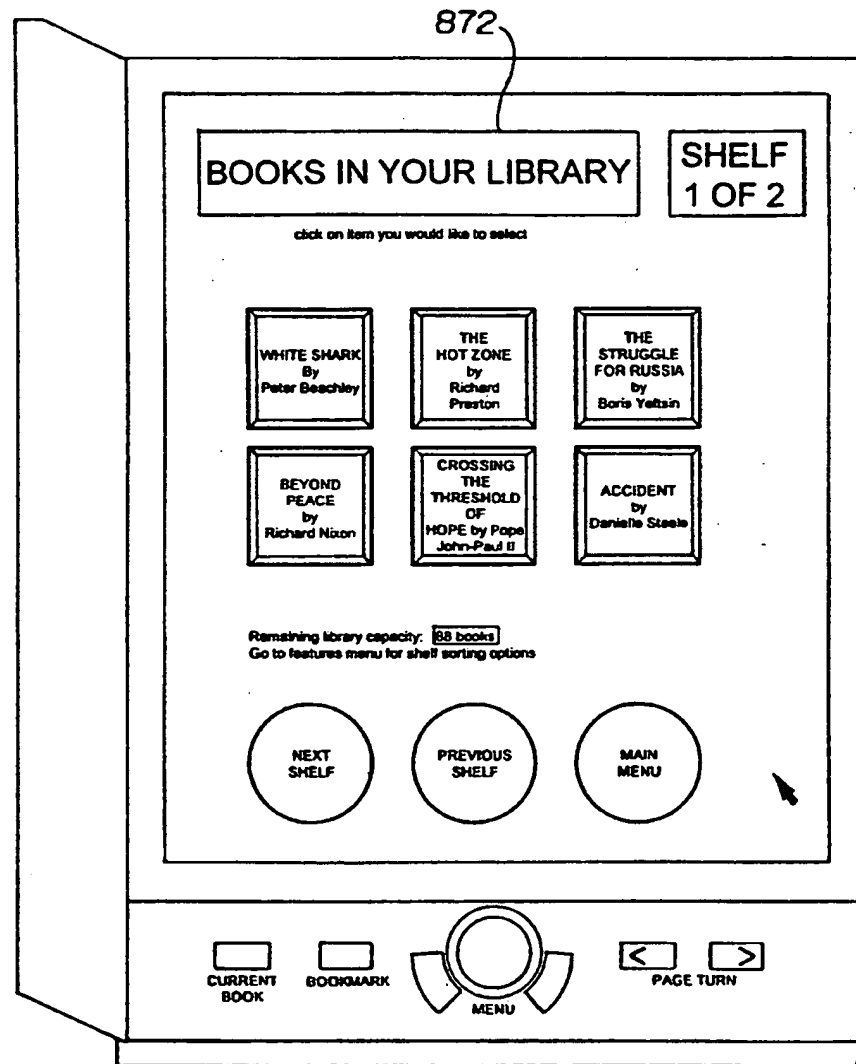 872
BOOKS IN YOUR LIBRARY
SHELF
1 OF 2
click on item you would like to select
WHITE SHARK
By
Peter Beachley
THE
HOT ZONE
by
Richard
Preston
THE
STRUGGLE
FOR RUSSIA
by
Boris Yeltsin
BEYOND
PEACE
by
Richard Nixon
CROSSING
THE
THRESHOLD
OF
HOPE by Pope
John-Paul II
ACCIDENT
by
Danielle Steele
Remaining library capacity: 88 books
Go to features menu for shelf sorting options
NEXT
SHELF
PREVIOUS
SHELF
MAIN
MENU
CURRENT
BOOK
BOOKMARK
MENU
< >
PAGE TURN